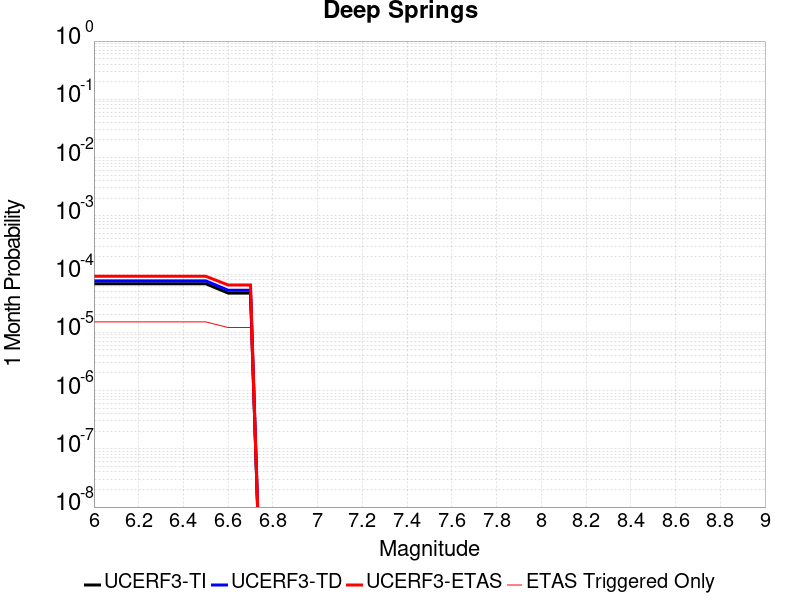 Deep Springs
1 Month Probability
10^0
10^-1
10^-2
10^-3
10^-4
10^-5
10^-6
10^-7
10^-8
6 6.2 6.4 6.6 6.8 7 7.2 7.4 7.6 7.8 8 8.2 8.4 8.6 8.8 9
Magnitude
UCERF3-TI UCERF3-TD UCERF3-ETAS ETAS Triggered Only